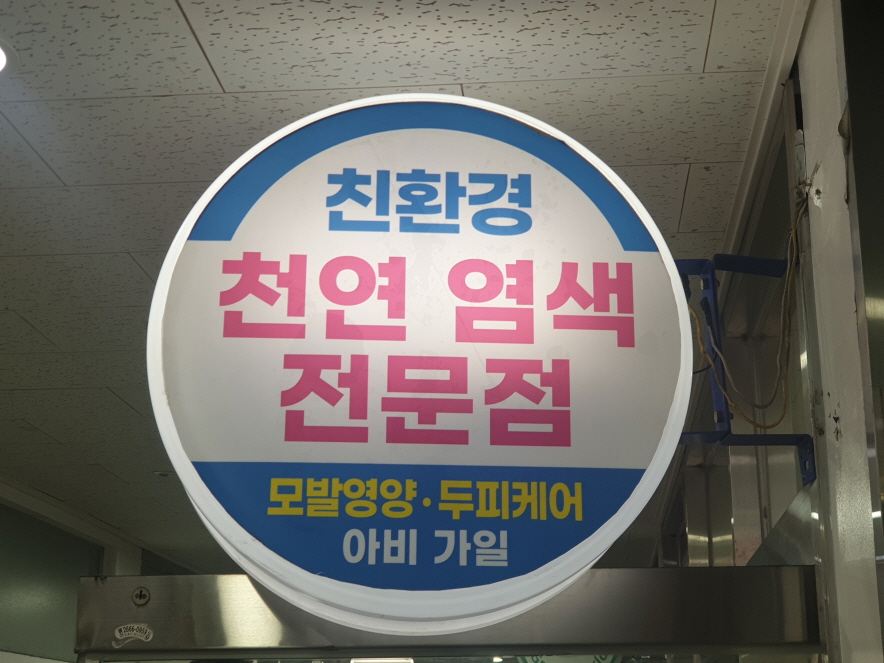 친환경
천연 염색
전문점
모발영양·두피케어
아비 가일